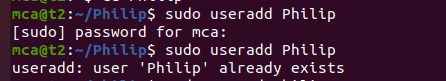 mca@t2:~/Philip$ sudo useradd Philip
[sudo] password for mca:
mca@t2:~/Philip$ sudo useradd Philip
useradd: user 'Philip' already exists